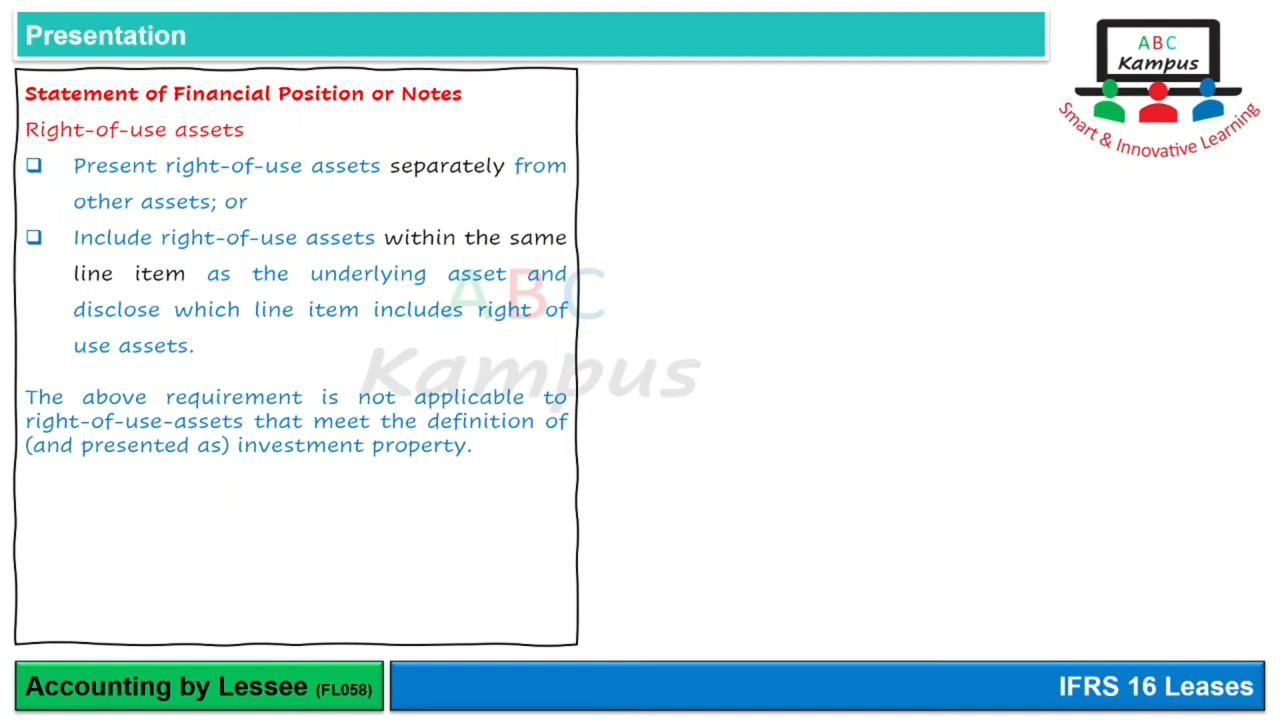 Presentation
ABC
Kampus
Smart & Innovative Learning
Statement of Financial Position or Notes
Right-of-use assets
❑ Present right-of-use assets separately from
other assets; or
❑ Include right-of-use assets within the same
line item as the underlying asset and
disclose which line item includes right of
use assets.
The above requirement is not applicable to
right-of-use-assets that meet the definition of
(and presented as) investment property.
ABC
Kampus
Accounting by Lessee (FL058)
IFRS 16 Leases